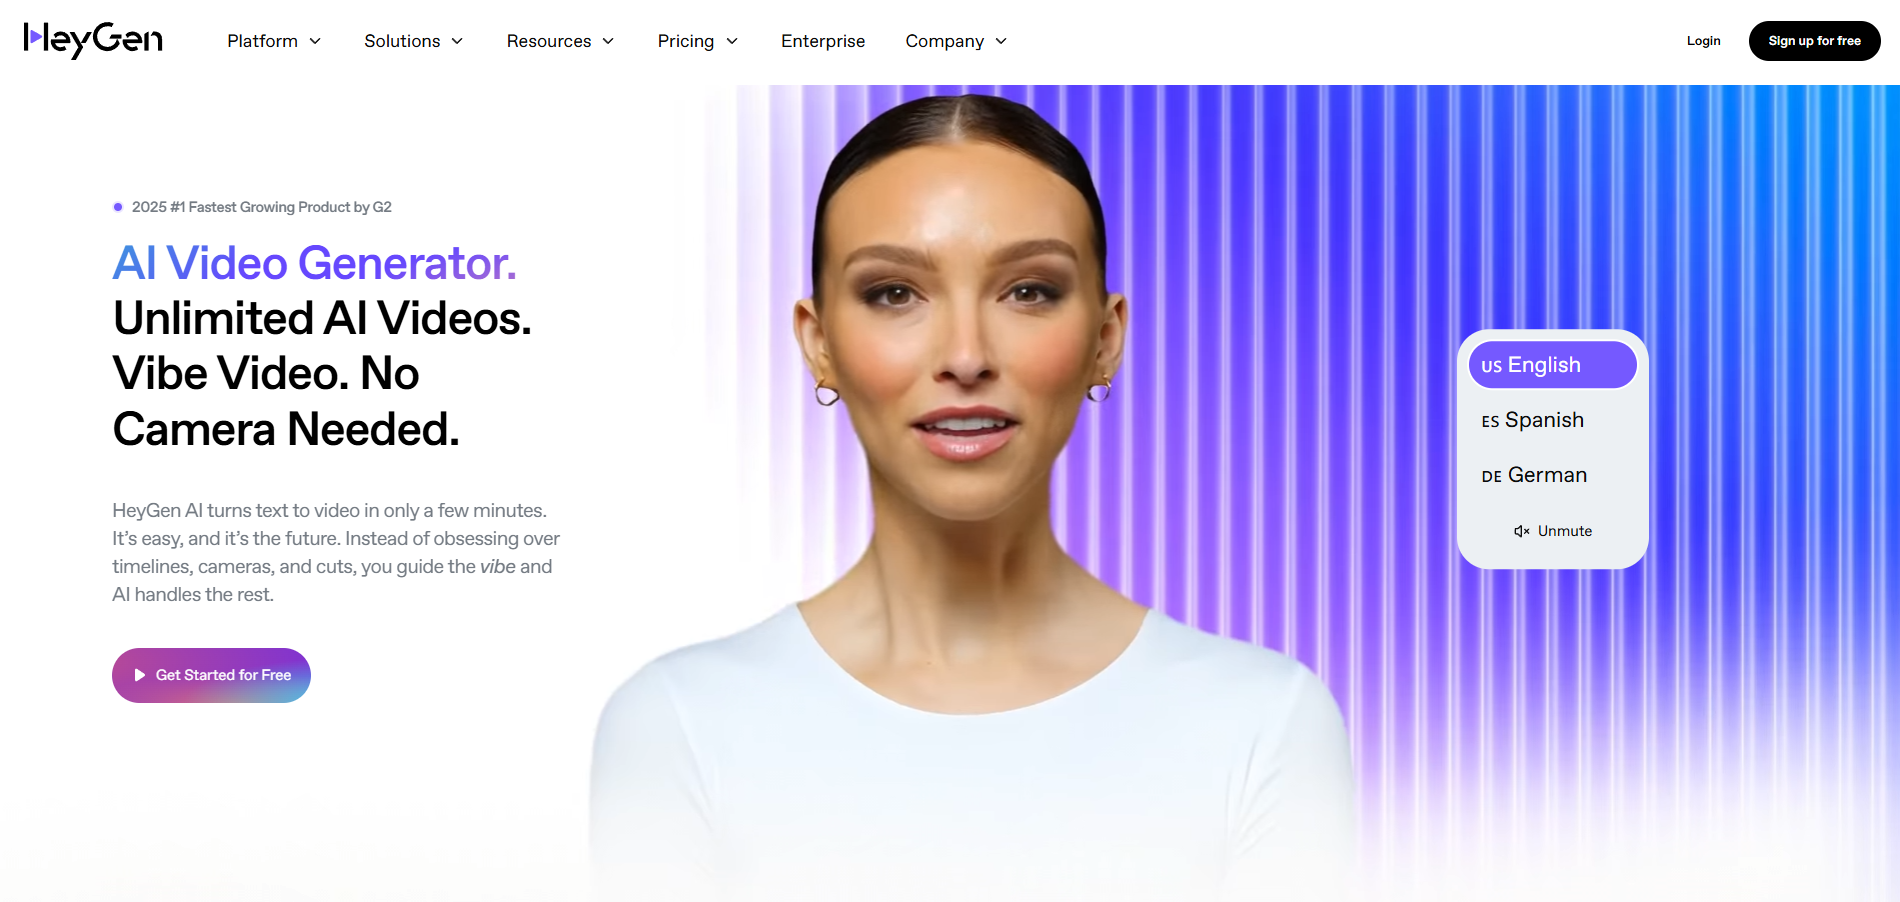 HeyGen
Platform
Solutions
Resources
Pricing
Enterprise
Company
Login
Sign up for free
2025 #1 Fastest Growing Product by G2
AI Video Generator.
Unlimited AI Videos.
Vibe Video. No
Camera Needed.
HeyGen AI turns text to video in only a few minutes.
It’s easy, and it’s the future. Instead of obsessing over
timelines, cameras, and cuts, you guide the vibe and
AI handles the rest.
Get Started for Free
US English
ES Spanish
DE German
Unmute